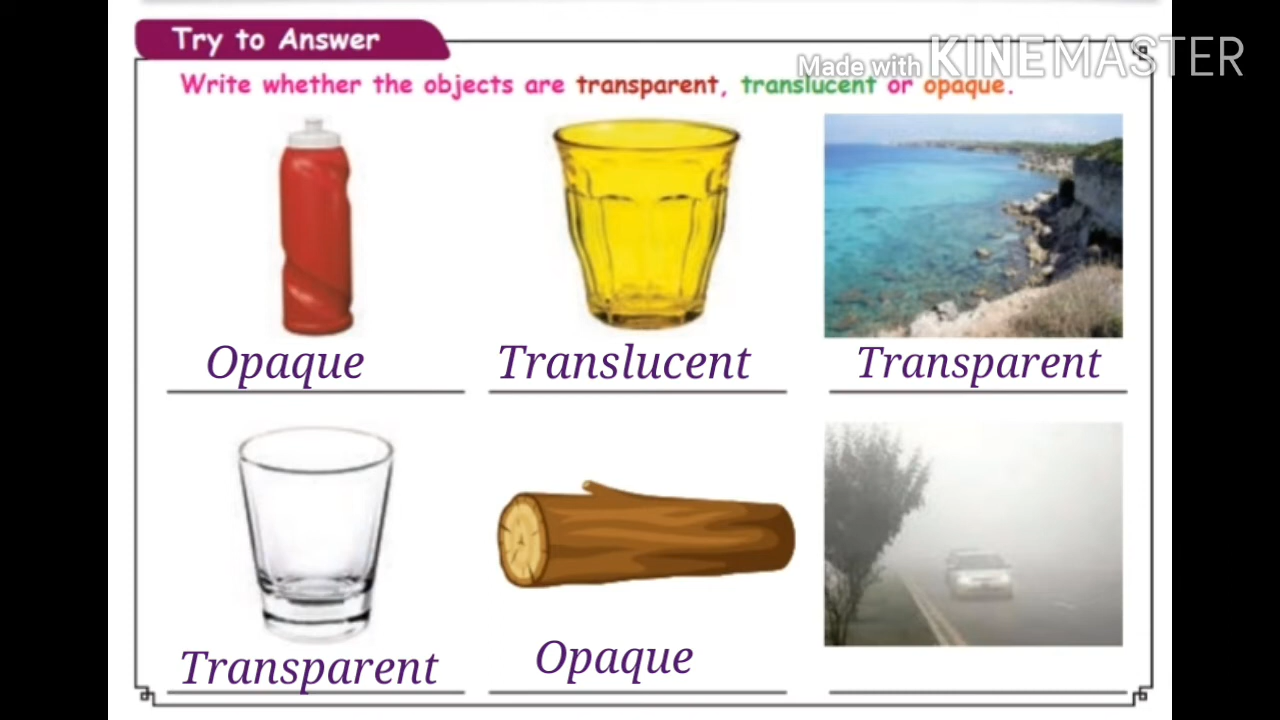 Try to Answer
Made with KINEMASTER
Write whether the objects are transparent, translucent or opaque.
Opaque
Translucent
Transparent
Transparent
Opaque